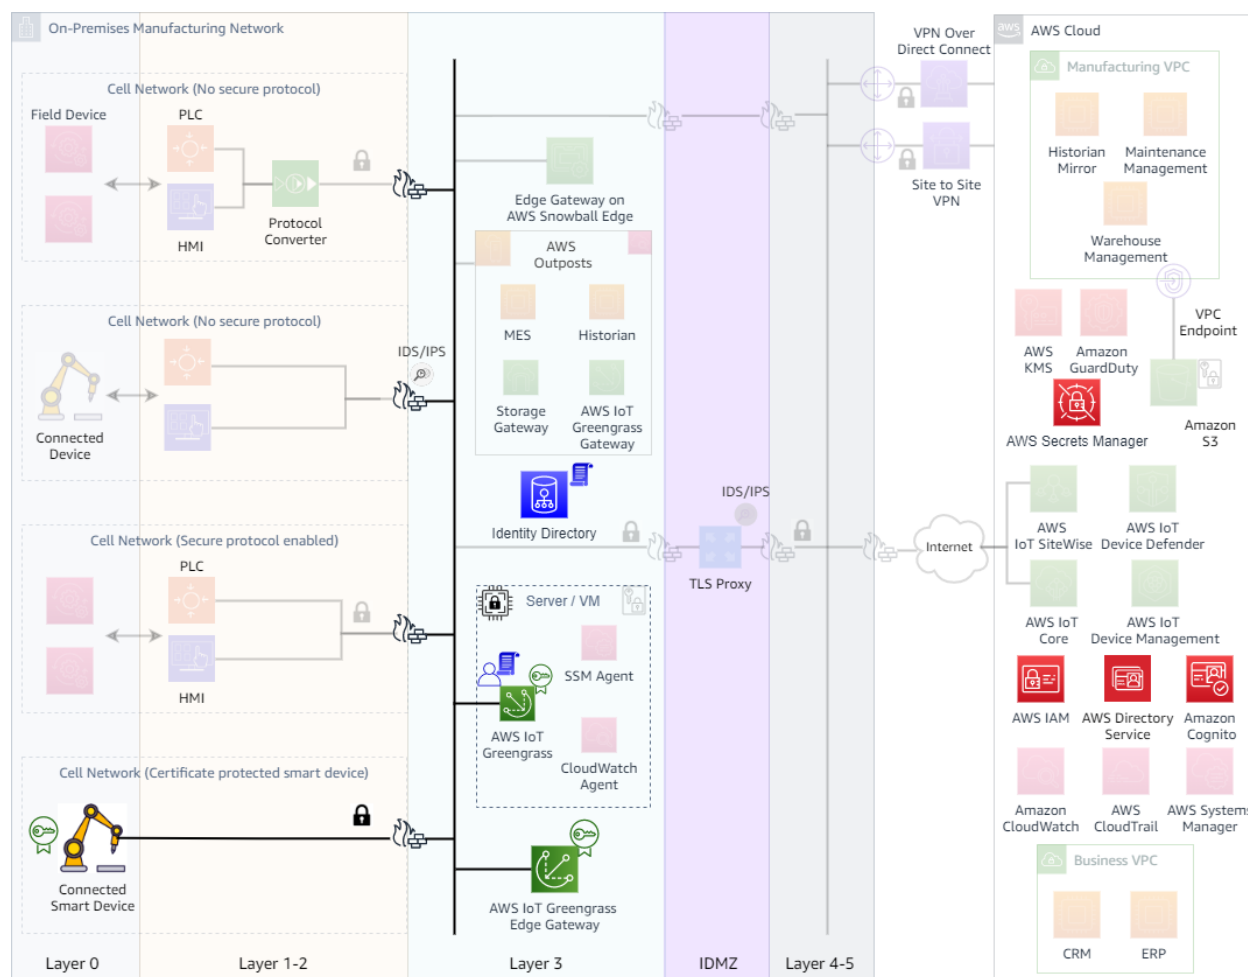 On-Premises Manufacturing Network
Cell Network (No secure protocol)
Field Device
PLC
HMI
Protocol
Converter
Cell Network (No secure protocol)
Connected
Device
IDS/IPS
Cell Network (Secure protocol enabled)
PLC
HMI
Cell Network (Certificate protected smart device)
Connected
Smart Device
Edge Gateway on
AWS Snowball Edge
AWS
Outposts
MES
Historian
Storage
Gateway
AWS IoT
Greengrass
Gateway
Identity Directory
Server / VM
SSM Agent
AWS IoT
Greengrass
CloudWatch
Agent
AWS IoT Greengrass
Edge Gateway
IDS/IPS
TLS Proxy
VPN Over
Direct Connect
Site to Site
VPN
Internet
aws
AWS Cloud
Manufacturing VPC
Historian
Mirror
Maintenance
Management
Warehouse
Management
VPC
Endpoint
AWS
KMS
Amazon
GuardDuty
AWS Secrets Manager
Amazon
S3
AWS
IoT SiteWise
AWS IoT
Device Defender
AWS IoT
Core
AWS IoT
Device Management
AWS IAM
AWS Directory
Service
Amazon
Cognito
Amazon
CloudWatch
AWS
CloudTrail
AWS Systems
Manager
Business VPC
CRM
ERP
Layer 0
Layer 1-2
Layer 3
IDMZ
Layer 4-5